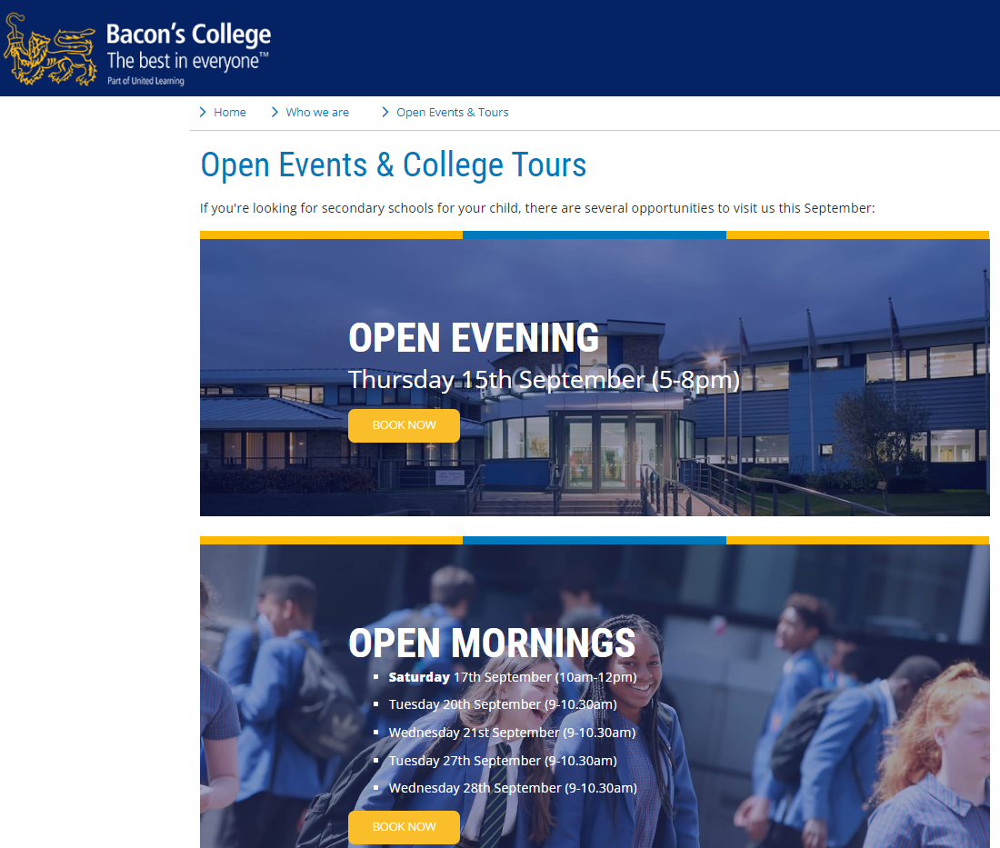 Bacon's College
The best in everyone™
Part of United Learning
Home
Who we are
Open Events & Tours
Open Events & College Tours
If you're looking for secondary schools for your child, there are several opportunities to visit us this September:
OPEN EVENING
Thursday 15th September (5-8pm)
BOOK NOW
OPEN MORNINGS
Saturday 17th September (10am-12pm)
Tuesday 20th September (9-10.30am)
Wednesday 21st September (9-10.30am)
Tuesday 27th September (9-10.30am)
Wednesday 28th September (9-10.30am)
BOOK NOW